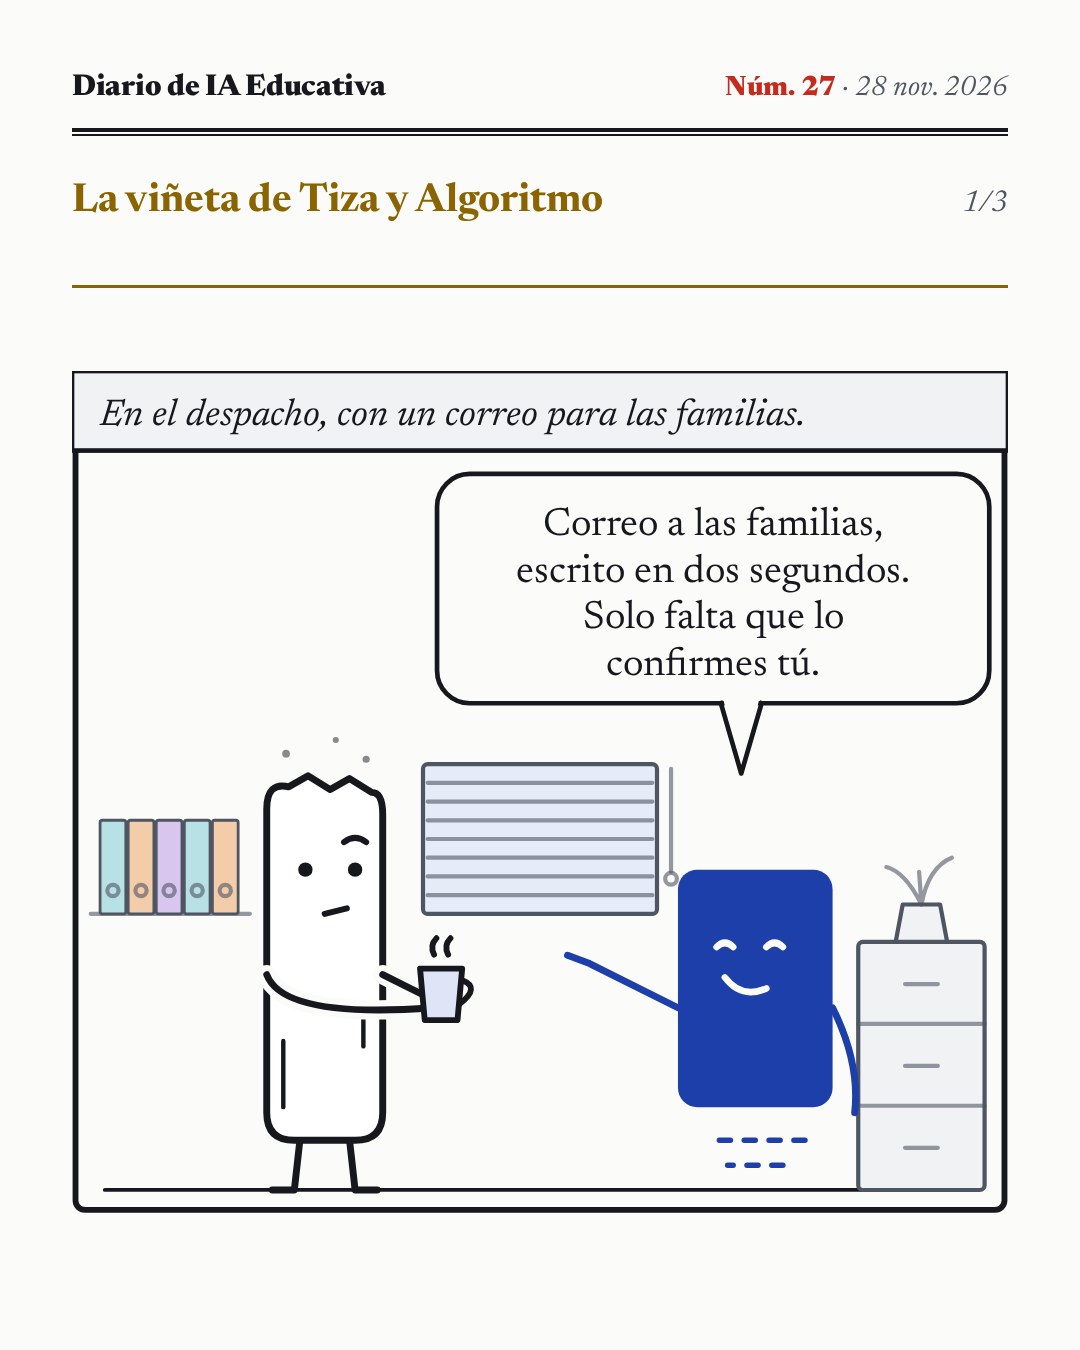 Diario de IA Educativa
Núm. 27 · 28 nov. 2026
La viñeta de Tiza y Algoritmo
1/3
En el despacho, con un correo para las familias.
Correo a las familias,
escrito en dos segundos.
Solo falta que lo
confirmes tú.